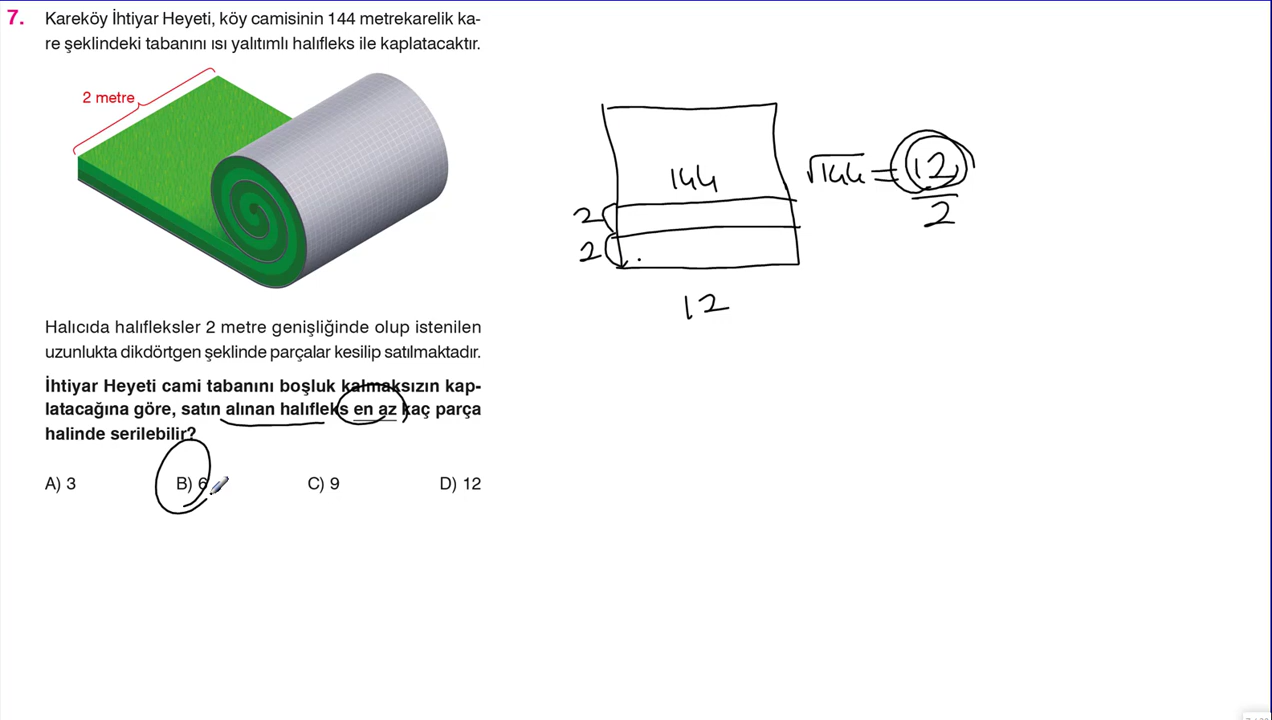 7. Kareköy İhtiyar Heyeti, köy camisinin 144 metrekarelik ka-
re şeklindeki tabanını ısı yalıtımlı halıfleks ile kaplatacaktır.
2 metre
144
√144 = 12
2
2
2
12
Halıcıda halıfleksler 2 metre genişliğinde olup istenilen
uzunlukta dikdörtgen şeklinde parçalar kesilip satılmaktadır.
İhtiyar Heyeti cami tabanını boşluk kalmaksızın kap-
latacağına göre, satın alınan halıfleks en az kaç parça
halinde serilebilir?
A) 3 B) 6 C) 9 D) 12